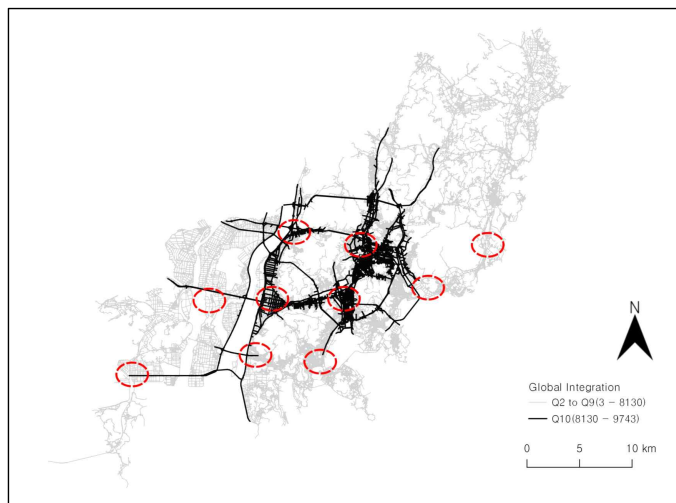 N
Global Integration
Q2 to Q9(3 - 8130)
Q10(8130 - 9743)
0 5 10 km